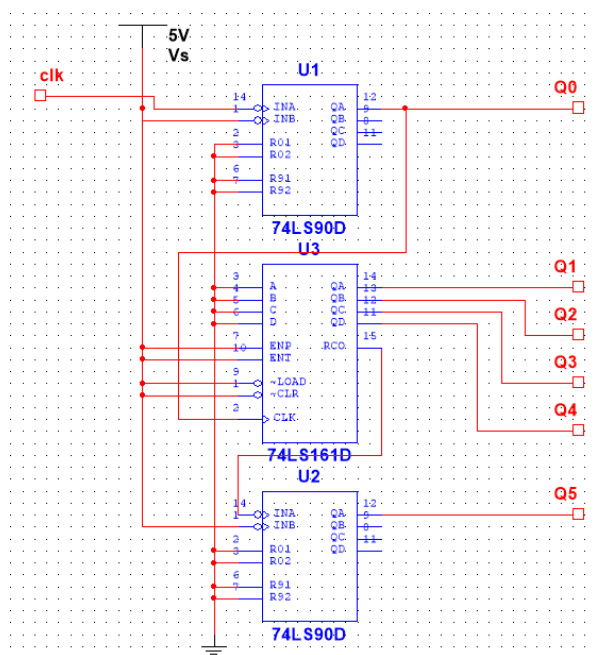 5V
Vs
clk
U1
14
INA
QA
12
Q0
1
INB
QB
9
QC
8
2
R01
QD
11
3
R02
6
R91
7
R92
74LS90D
U3
3
A
QA
14
Q1
4
B
QB
13
5
C
QC
12
Q2
6
D
QD
11
7
ENP
RCO
15
10
ENT
Q3
9
~LOAD
1
~CLR
2
CLK
Q4
74LS161D
U2
14
INA
QA
12
Q5
1
INB
QB
9
QC
8
2
R01
QD
11
3
R02
6
R91
7
R92
74LS90D